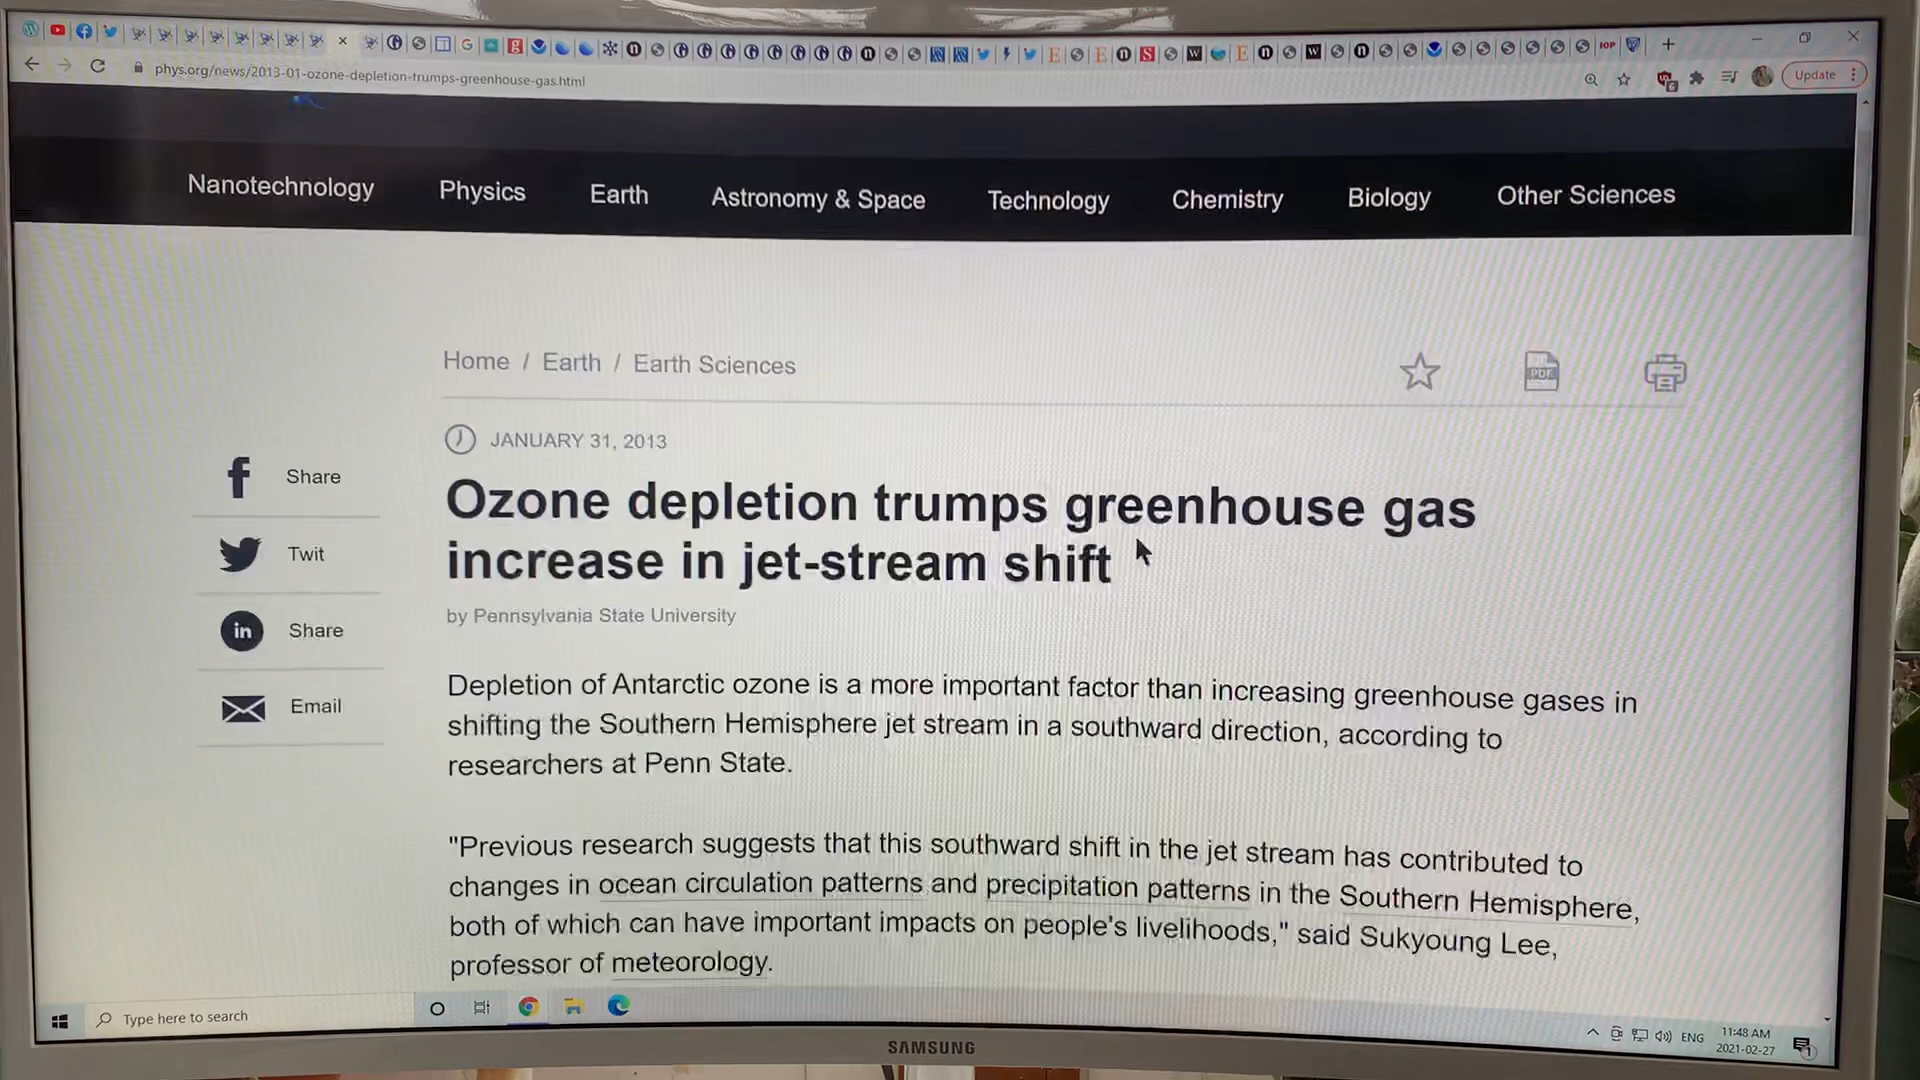 phys.org/news/2013-01-ozone-depletion-trumps-greenhouse-gas.html
Update
Nanotechnology Physics Earth Astronomy & Space Technology Chemistry Biology Other Sciences
Home / Earth / Earth Sciences
PDF
JANUARY 31, 2013
Ozone depletion trumps greenhouse gas
increase in jet-stream shift
by Pennsylvania State University
Share
Twit
in Share
Email
Depletion of Antarctic ozone is a more important factor than increasing greenhouse gases in
shifting the Southern Hemisphere jet stream in a southward direction, according to
researchers at Penn State.
"Previous research suggests that this southward shift in the jet stream has contributed to
changes in ocean circulation patterns and precipitation patterns in the Southern Hemisphere,
both of which can have important impacts on people's livelihoods," said Sukyoung Lee,
professor of meteorology.
Type here to search
ENG
11:48 AM
2021-02-27
SAMSUNG